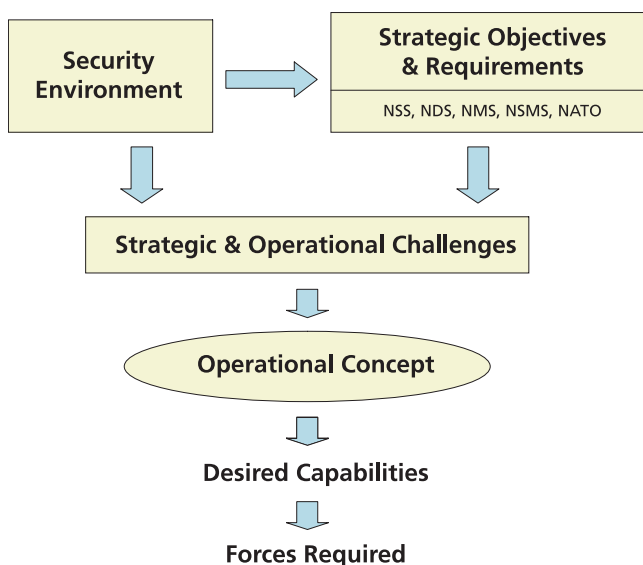 Security
Environment
Strategic Objectives
& Requirements
NSS, NDS, NMS, NSMS, NATO
Strategic & Operational Challenges
Operational Concept
Desired Capabilities
Forces Required